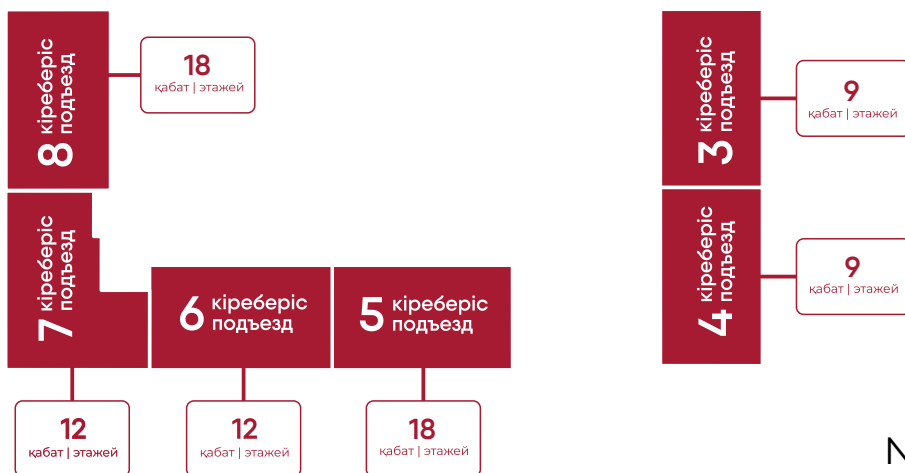 8 кіреберіс
подъезд
18
қабат | этажей
7 кіреберіс
подъезд
12
қабат | этажей
6 кіреберіс
подъезд
12
қабат | этажей
5 кіреберіс
подъезд
18
қабат | этажей
3 кіреберіс
подъезд
9
қабат | этажей
4 кіреберіс
подъезд
9
қабат | этажей